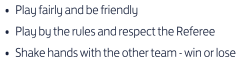 • Play fairly and be friendly
• Play by the rules and respect the Referee
• Shake hands with the other team - win or lose